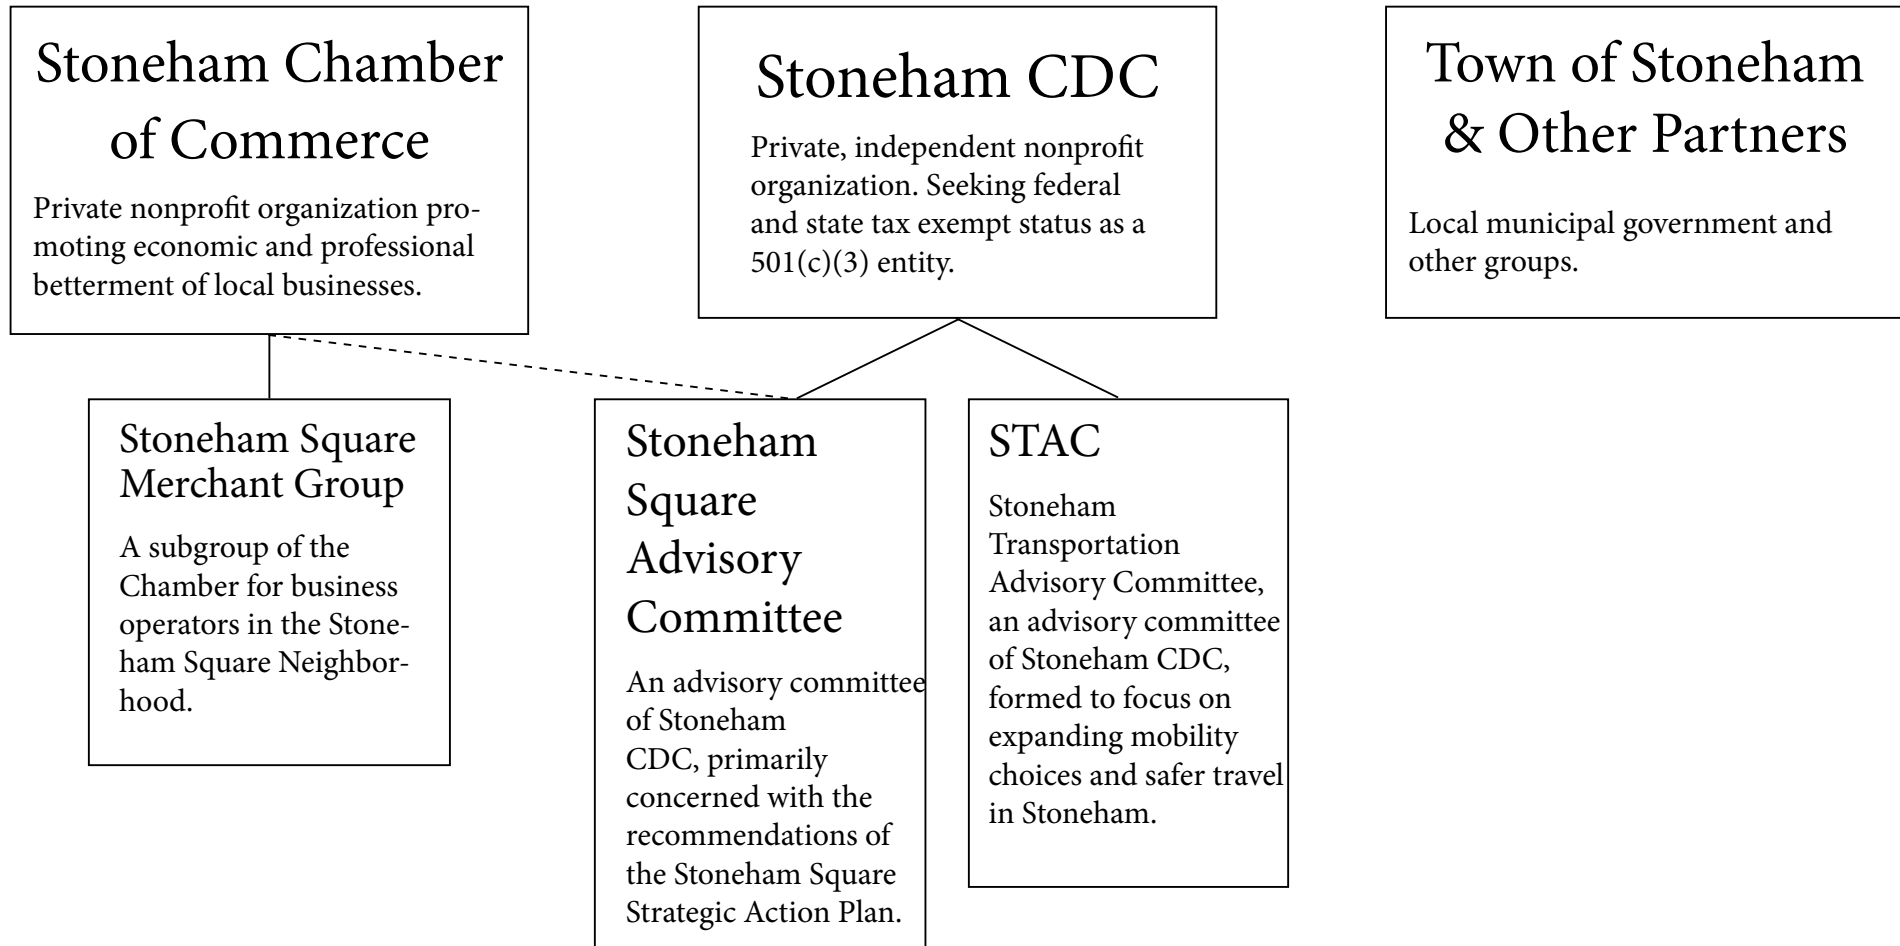 Stoneham Chamber
of Commerce
Private nonprofit organization pro-
moting economic and professional
betterment of local businesses.
Stoneham CDC
Private, independent nonprofit
organization. Seeking federal
and state tax exempt status as a
501(c)(3) entity.
Town of Stoneham
& Other Partners
Local municipal government and
other groups.
Stoneham Square
Merchant Group
A subgroup of the
Chamber for business
operators in the Stone-
ham Square Neighbor-
hood.
Stoneham
Square
Advisory
Committee
An advisory committee
of Stoneham
CDC, primarily
concerned with the
recommendations of
the Stoneham Square
Strategic Action Plan.
STAC
Stoneham
Transportation
Advisory Committee,
an advisory committee
of Stoneham CDC,
formed to focus on
expanding mobility
choices and safer travel
in Stoneham.